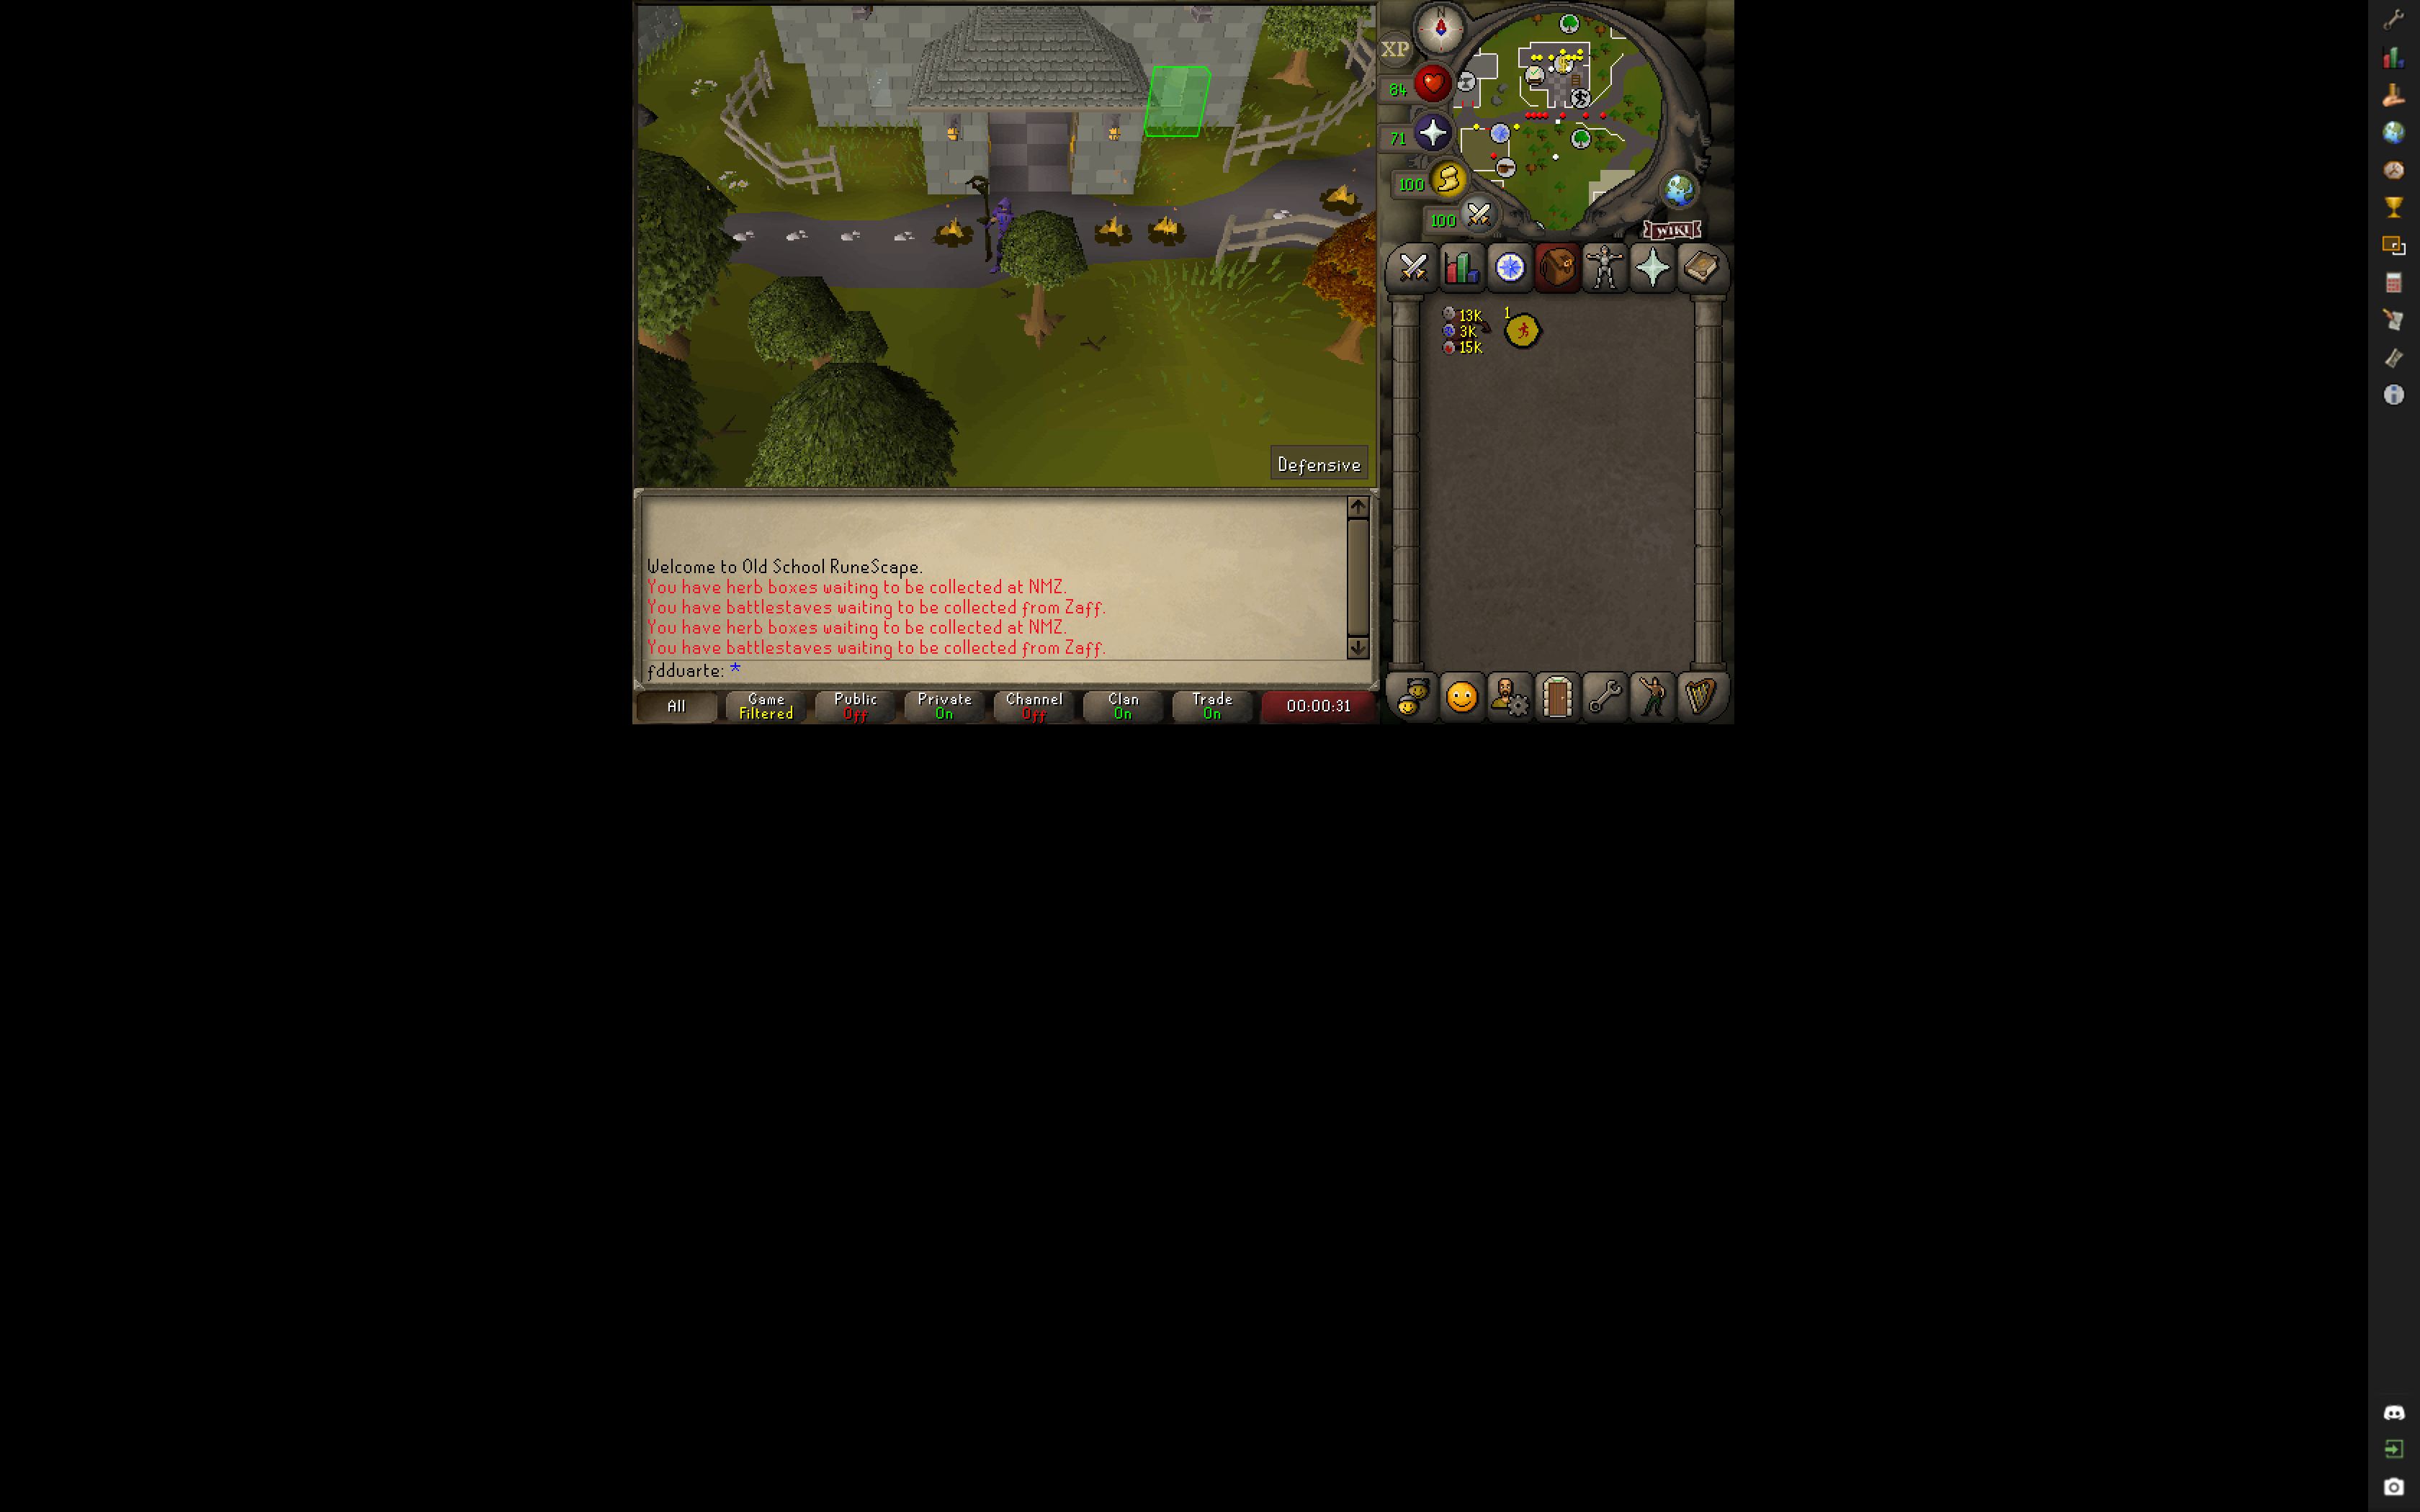 N
XP
84
71
100
100
WIKI
13K
3K
15K
1
Defensive
Welcome to Old School RuneScape.
You have herb boxes waiting to be collected at NMZ.
You have battlestaves waiting to be collected from Zaff.
You have herb boxes waiting to be collected at NMZ.
You have battlestaves waiting to be collected from Zaff.
fdduarte: *
All
Game
Filtered
Public
Off
Private
On
Channel
Off
Clan
On
Trade
On
00:00:31